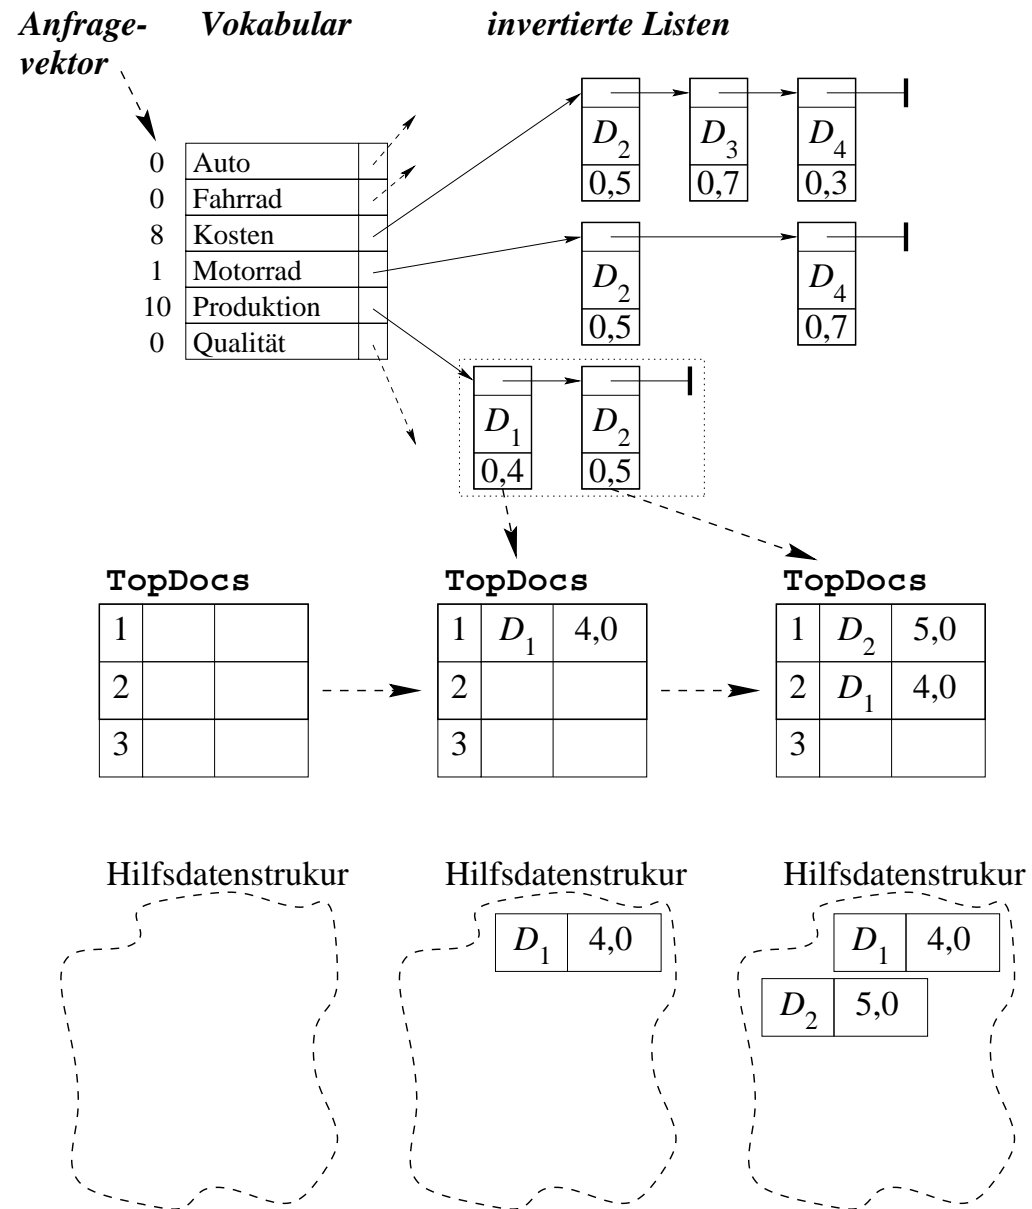 Anfrage- Vokabular invertierte Listen
vektor
D2 D3 D4
0,5 0,7 0,3
0 Auto
0 Fahrrad
8 Kosten
1 Motorrad
10 Produktion
0 Qualität
D2 D4
0,5 0,7
D1 D2
0,4 0,5
TopDocs TopDocs TopDocs
1 1 D1 4,0 1 D2 5,0
2 2 2 D1 4,0
3 3 3
Hilfsdatenstrukur Hilfsdatenstrukur Hilfsdatenstrukur
D1 4,0 D1 4,0
D2 5,0